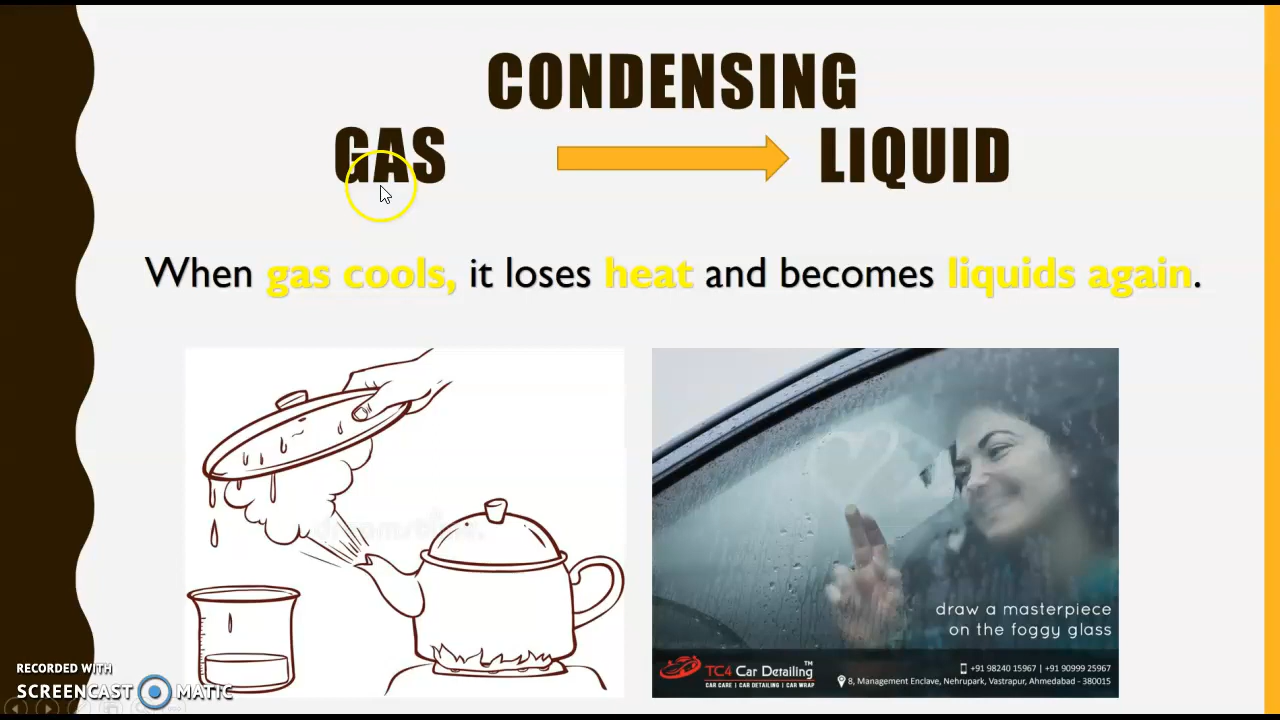 CONDENSING
GAS LIQUID
When gas cools, it loses heat and becomes liquids again.
dreamstime.
draw a masterpiece
on the foggy glass
TC4 Car Detailing™
CAR CARE | CAR DETAILING | CAR WRAP
+91 98240 15967 | +91 90999 25967
8, Management Enclave, Nehrupark, Vastrapur, Ahmedabad - 380015
RECORDED WITH
SCREENCAST MATIC